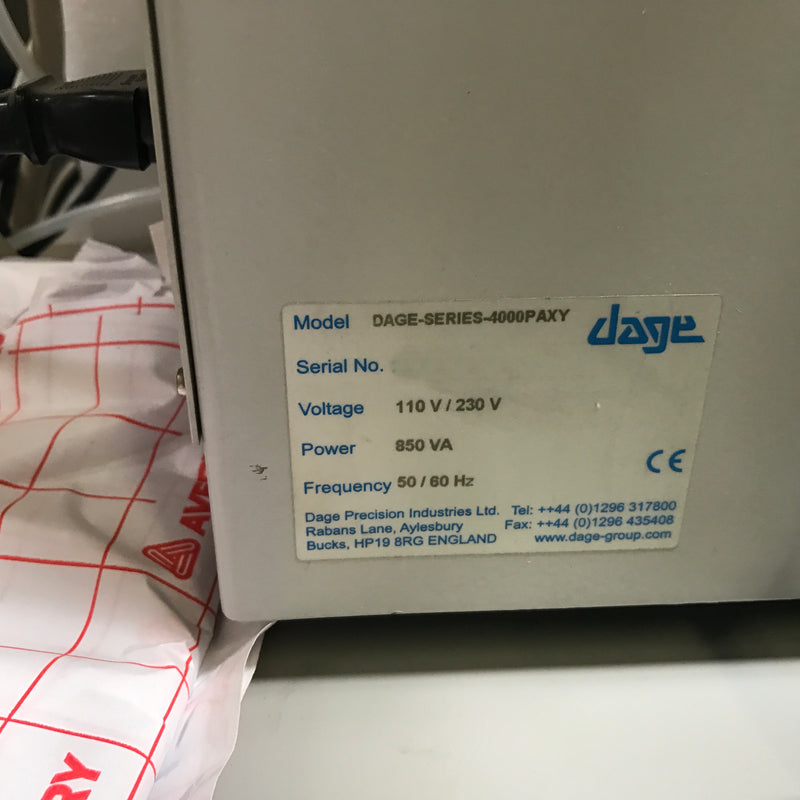 Model DAGE-SERIES-4000PAXY
dage
Serial No.
Voltage 110 V / 230 V
Power 850 VA
CE
Frequency 50 / 60 Hz
Dage Precision Industries Ltd. Tel: ++44 (0)1296 317800
Rabans Lane, Aylesbury Fax: ++44 (0)1296 435408
Bucks, HP19 8RG ENGLAND www.dage-group.com
AVE
RY